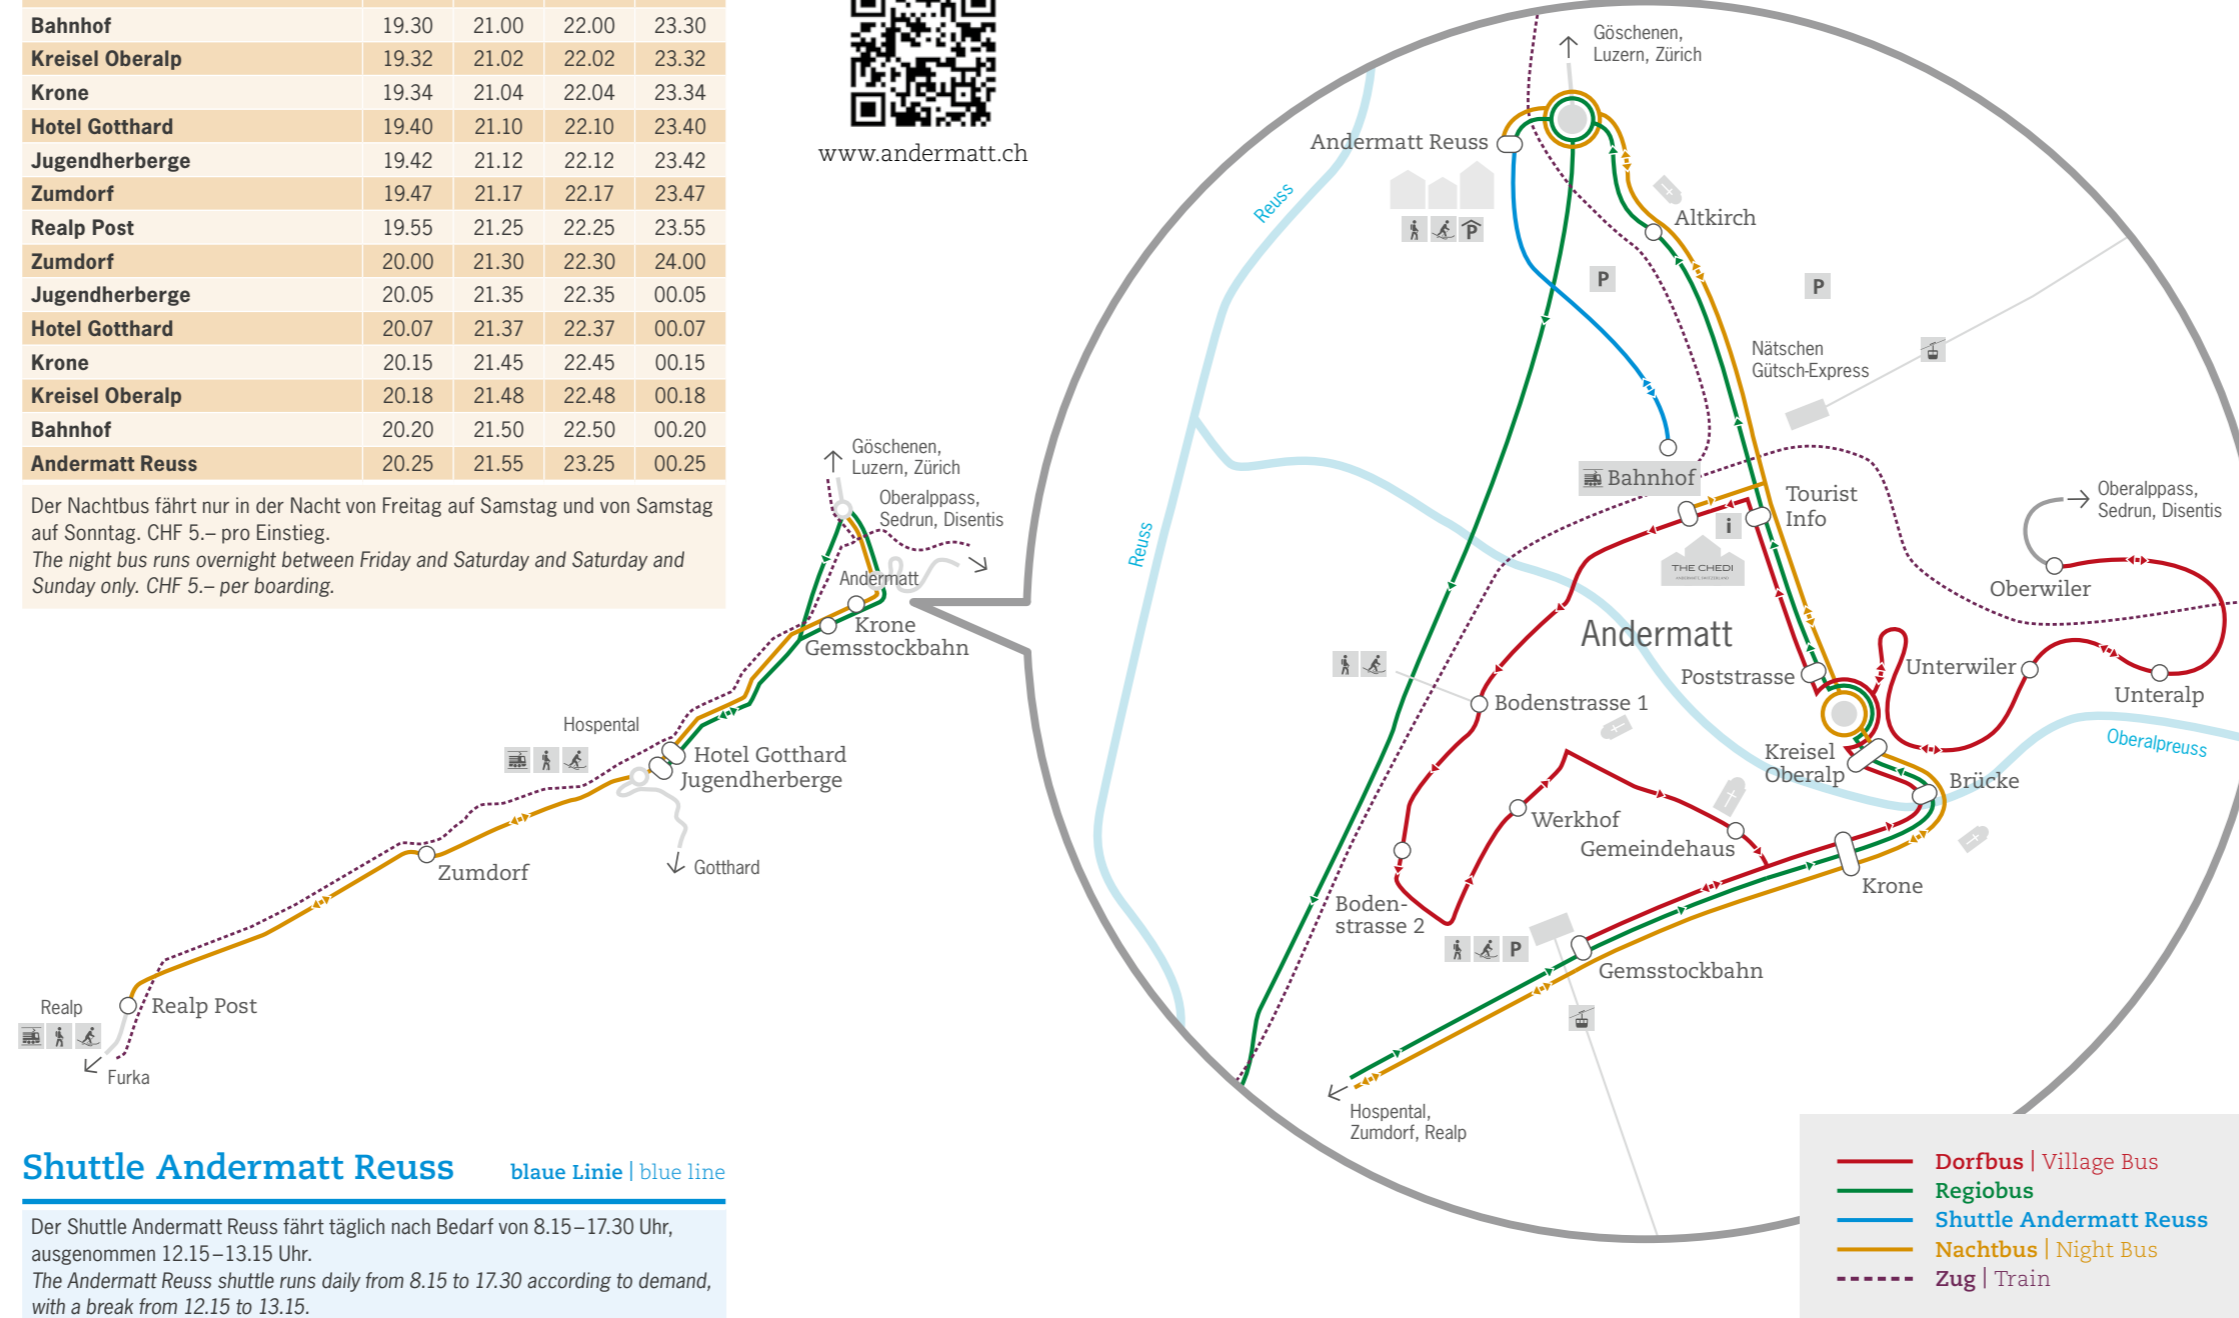 Bahnhof 19.30 21.00 22.00 23.30
Kreisel Oberalp 19.32 21.02 22.02 23.32
Krone 19.34 21.04 22.04 23.34
Hotel Gotthard 19.40 21.10 22.10 23.40
Jugendherberge 19.42 21.12 22.12 23.42
Zumdorf 19.47 21.17 22.17 23.47
Realp Post 19.55 21.25 22.25 23.55
Zumdorf 20.00 21.30 22.30 24.00
Jugendherberge 20.05 21.35 22.35 00.05
Hotel Gotthard 20.07 21.37 22.37 00.07
Krone 20.15 21.45 22.45 00.15
Kreisel Oberalp 20.18 21.48 22.48 00.18
Bahnhof 20.20 21.50 22.50 00.20
Andermatt Reuss 20.25 21.55 23.25 00.25
Der Nachtbus fährt nur in der Nacht von Freitag auf Samstag und von Samstag
auf Sonntag. CHF 5.– pro Einstieg.
The night bus runs overnight between Friday and Saturday and Saturday and
Sunday only. CHF 5.– per boarding.
www.andermatt.ch
Göschenen,
Luzern, Zürich
Oberalppass,
Sedrun, Disentis
Andermatt
Krone
Gemsstockbahn
Hospental
Hotel Gotthard
Jugendherberge
Gotthard
Zumdorf
Realp
Realp Post
Furka
Göschenen,
Luzern, Zürich
Andermatt Reuss
Reuss
P
Altkirch
P
P
Nätschen
Gütsch-Express
Bahnhof
Tourist
Info
i
THE CHEDI
Reuss
Oberalppass,
Sedrun, Disentis
Oberwiler
Andermatt
Poststrasse
Unterwiler
Unteralp
Bodenstrasse 1
Oberalpreuss
Kreisel
Oberalp
Brücke
Werkhof
Gemeindehaus
Krone
Boden-
strasse 2
P
Gemsstockbahn
Hospental,
Zumdorf, Realp
Shuttle Andermatt Reuss blaue Linie | blue line
Der Shuttle Andermatt Reuss fährt täglich nach Bedarf von 8.15–17.30 Uhr,
ausgenommen 12.15–13.15 Uhr.
The Andermatt Reuss shuttle runs daily from 8.15 to 17.30 according to demand,
with a break from 12.15 to 13.15.
Dorfbus | Village Bus
Regiobus
Shuttle Andermatt Reuss
Nachtbus | Night Bus
Zug | Train